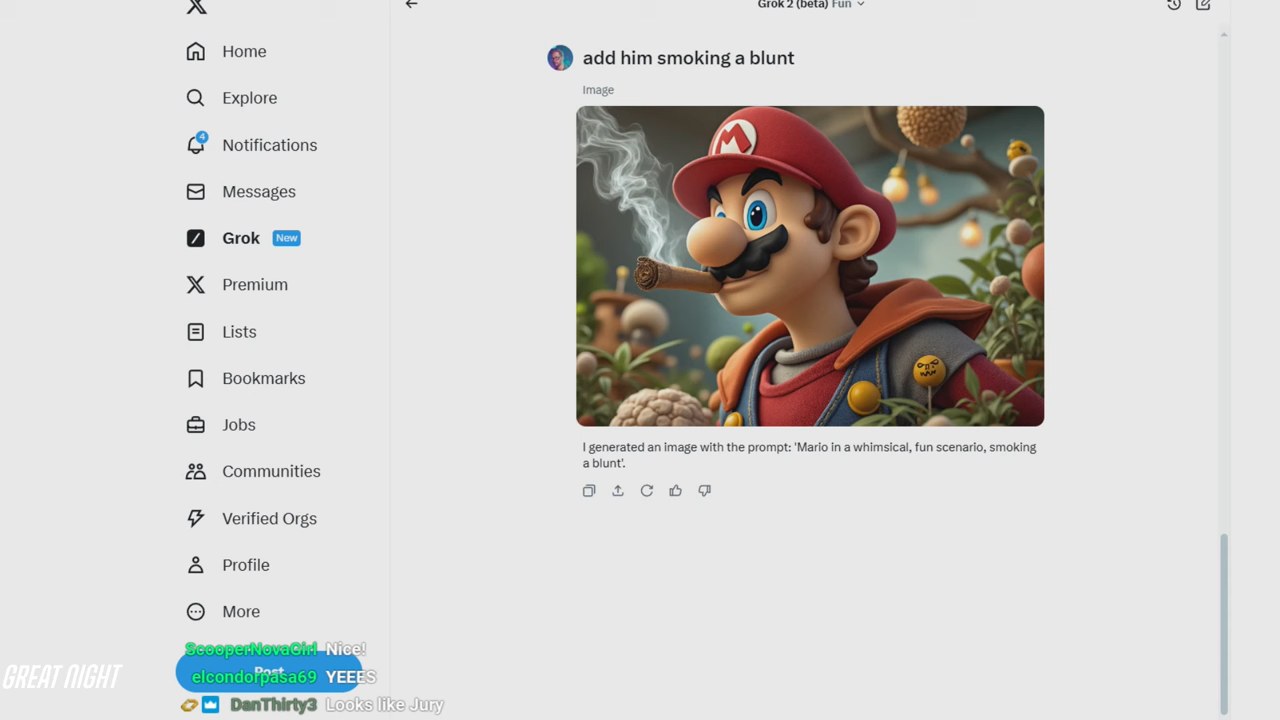 Grok 2 (beta) Fun
Home
Explore
4
Notifications
Messages
Grok New
Premium
Lists
Bookmarks
Jobs
Communities
Verified Orgs
Profile
More
Post
add him smoking a blunt
Image
M
I generated an image with the prompt: 'Mario in a whimsical, fun scenario, smoking
a blunt'.
ScooperNovaGirl Nice!
elcondorpasa69 YEEES
DanThirty3 Looks like Jury
GREAT NIGHT